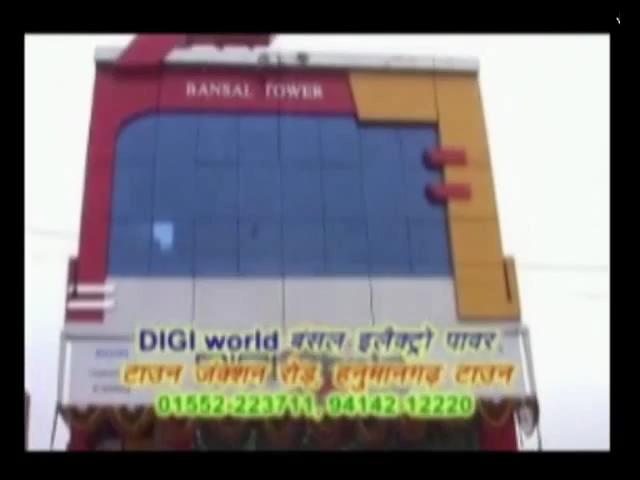 BANSAL TOWER
DIGI world बंसल इलेक्ट्रो पावर,
टाउन जंक्शन रोड़, हनुमानगढ़ टाउन
01552-223711, 94142-12220